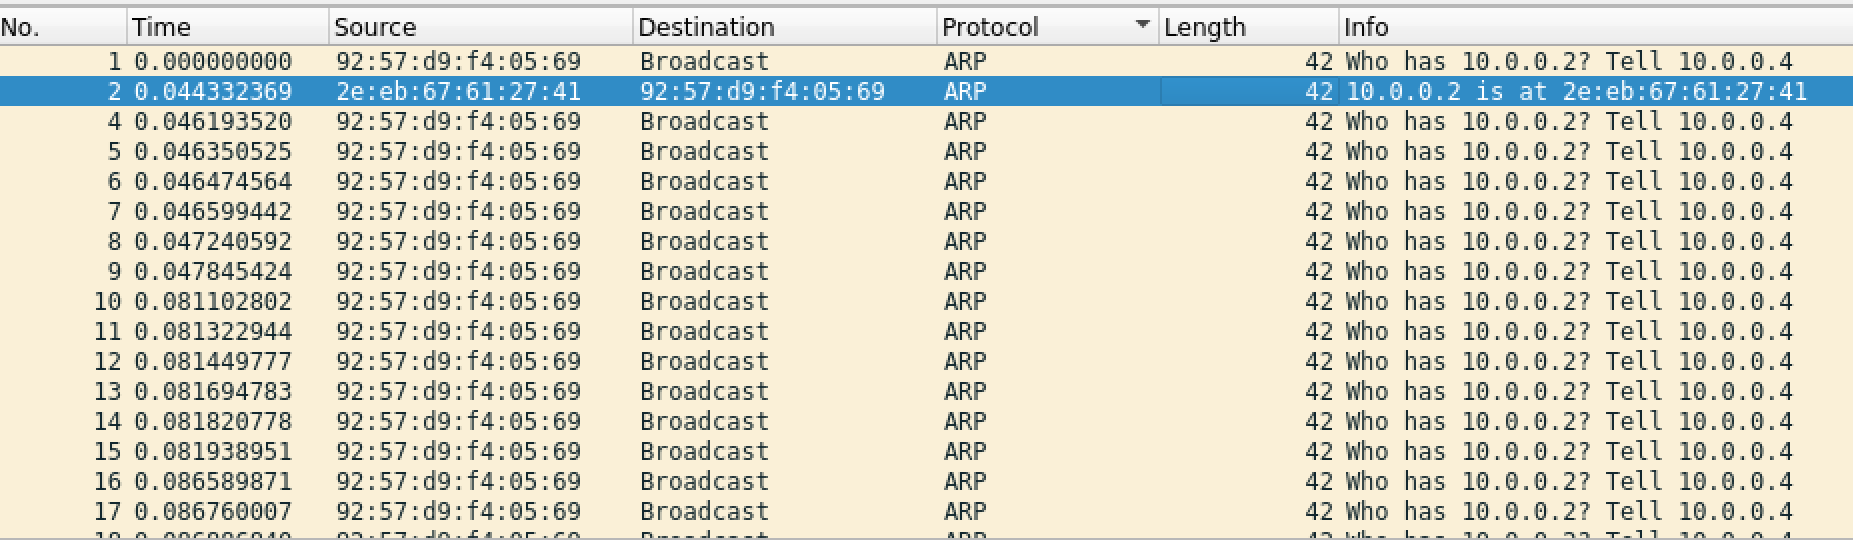 No. Time Source Destination Protocol Length Info
1 0.000000000 92:57:d9:f4:05:69 Broadcast ARP 42 Who has 10.0.0.2? Tell 10.0.0.4
2 0.044332369 2e:eb:67:61:27:41 92:57:d9:f4:05:69 ARP 42 10.0.0.2 is at 2e:eb:67:61:27:41
4 0.046193520 92:57:d9:f4:05:69 Broadcast ARP 42 Who has 10.0.0.2? Tell 10.0.0.4
5 0.046350525 92:57:d9:f4:05:69 Broadcast ARP 42 Who has 10.0.0.2? Tell 10.0.0.4
6 0.046474564 92:57:d9:f4:05:69 Broadcast ARP 42 Who has 10.0.0.2? Tell 10.0.0.4
7 0.046599442 92:57:d9:f4:05:69 Broadcast ARP 42 Who has 10.0.0.2? Tell 10.0.0.4
8 0.047240592 92:57:d9:f4:05:69 Broadcast ARP 42 Who has 10.0.0.2? Tell 10.0.0.4
9 0.047845424 92:57:d9:f4:05:69 Broadcast ARP 42 Who has 10.0.0.2? Tell 10.0.0.4
10 0.081102802 92:57:d9:f4:05:69 Broadcast ARP 42 Who has 10.0.0.2? Tell 10.0.0.4
11 0.081322944 92:57:d9:f4:05:69 Broadcast ARP 42 Who has 10.0.0.2? Tell 10.0.0.4
12 0.081449777 92:57:d9:f4:05:69 Broadcast ARP 42 Who has 10.0.0.2? Tell 10.0.0.4
13 0.081694783 92:57:d9:f4:05:69 Broadcast ARP 42 Who has 10.0.0.2? Tell 10.0.0.4
14 0.081820778 92:57:d9:f4:05:69 Broadcast ARP 42 Who has 10.0.0.2? Tell 10.0.0.4
15 0.081938951 92:57:d9:f4:05:69 Broadcast ARP 42 Who has 10.0.0.2? Tell 10.0.0.4
16 0.086589871 92:57:d9:f4:05:69 Broadcast ARP 42 Who has 10.0.0.2? Tell 10.0.0.4
17 0.086760007 92:57:d9:f4:05:69 Broadcast ARP 42 Who has 10.0.0.2? Tell 10.0.0.4